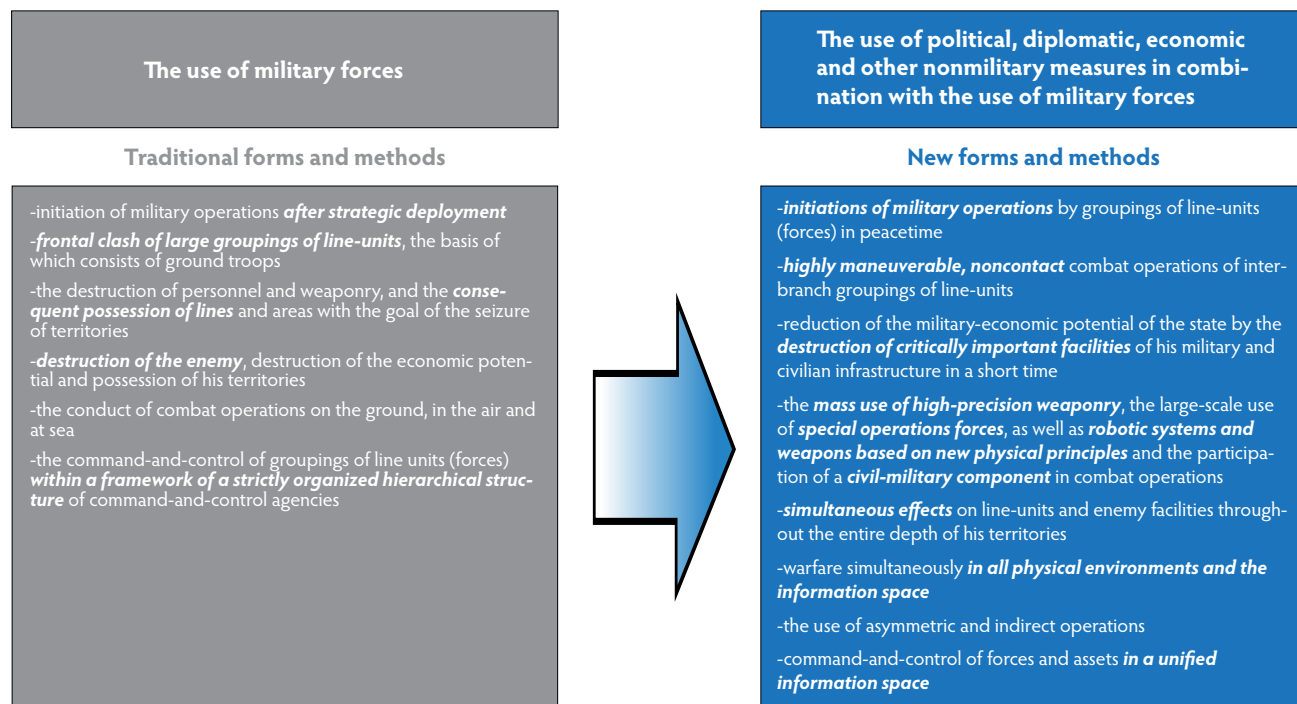 The use of military forces
Traditional forms and methods
-initiation of military operations after strategic deployment
-frontal clash of large groupings of line-units, the basis of
which consists of ground troops
-the destruction of personnel and weaponry, and the conse-
quent possession of lines and areas with the goal of the seizure
of territories
-destruction of the enemy, destruction of the economic poten-
tial and possession of his territories
-the conduct of combat operations on the ground, in the air and
at sea
-the command-and-control of groupings of line units (forces)
within a framework of a strictly organized hierarchical struc-
ture of command-and-control agencies
The use of political, diplomatic, economic
and other nonmilitary measures in combi-
nation with the use of military forces
New forms and methods
-initiations of military operations by groupings of line-units
(forces) in peacetime
-highly maneuverable, noncontact combat operations of inter-
branch groupings of line-units
-reduction of the military-economic potential of the state by the
destruction of critically important facilities of his military and
civilian infrastructure in a short time
-the mass use of high-precision weaponry, the large-scale use
of special operations forces, as well as robotic systems and
weapons based on new physical principles and the participa-
tion of a civil-military component in combat operations
-simultaneous effects on line-units and enemy facilities through-
out the entire depth of his territories
-warfare simultaneously in all physical environments and the
information space
-the use of asymmetric and indirect operations
-command-and-control of forces and assets in a unified
information space